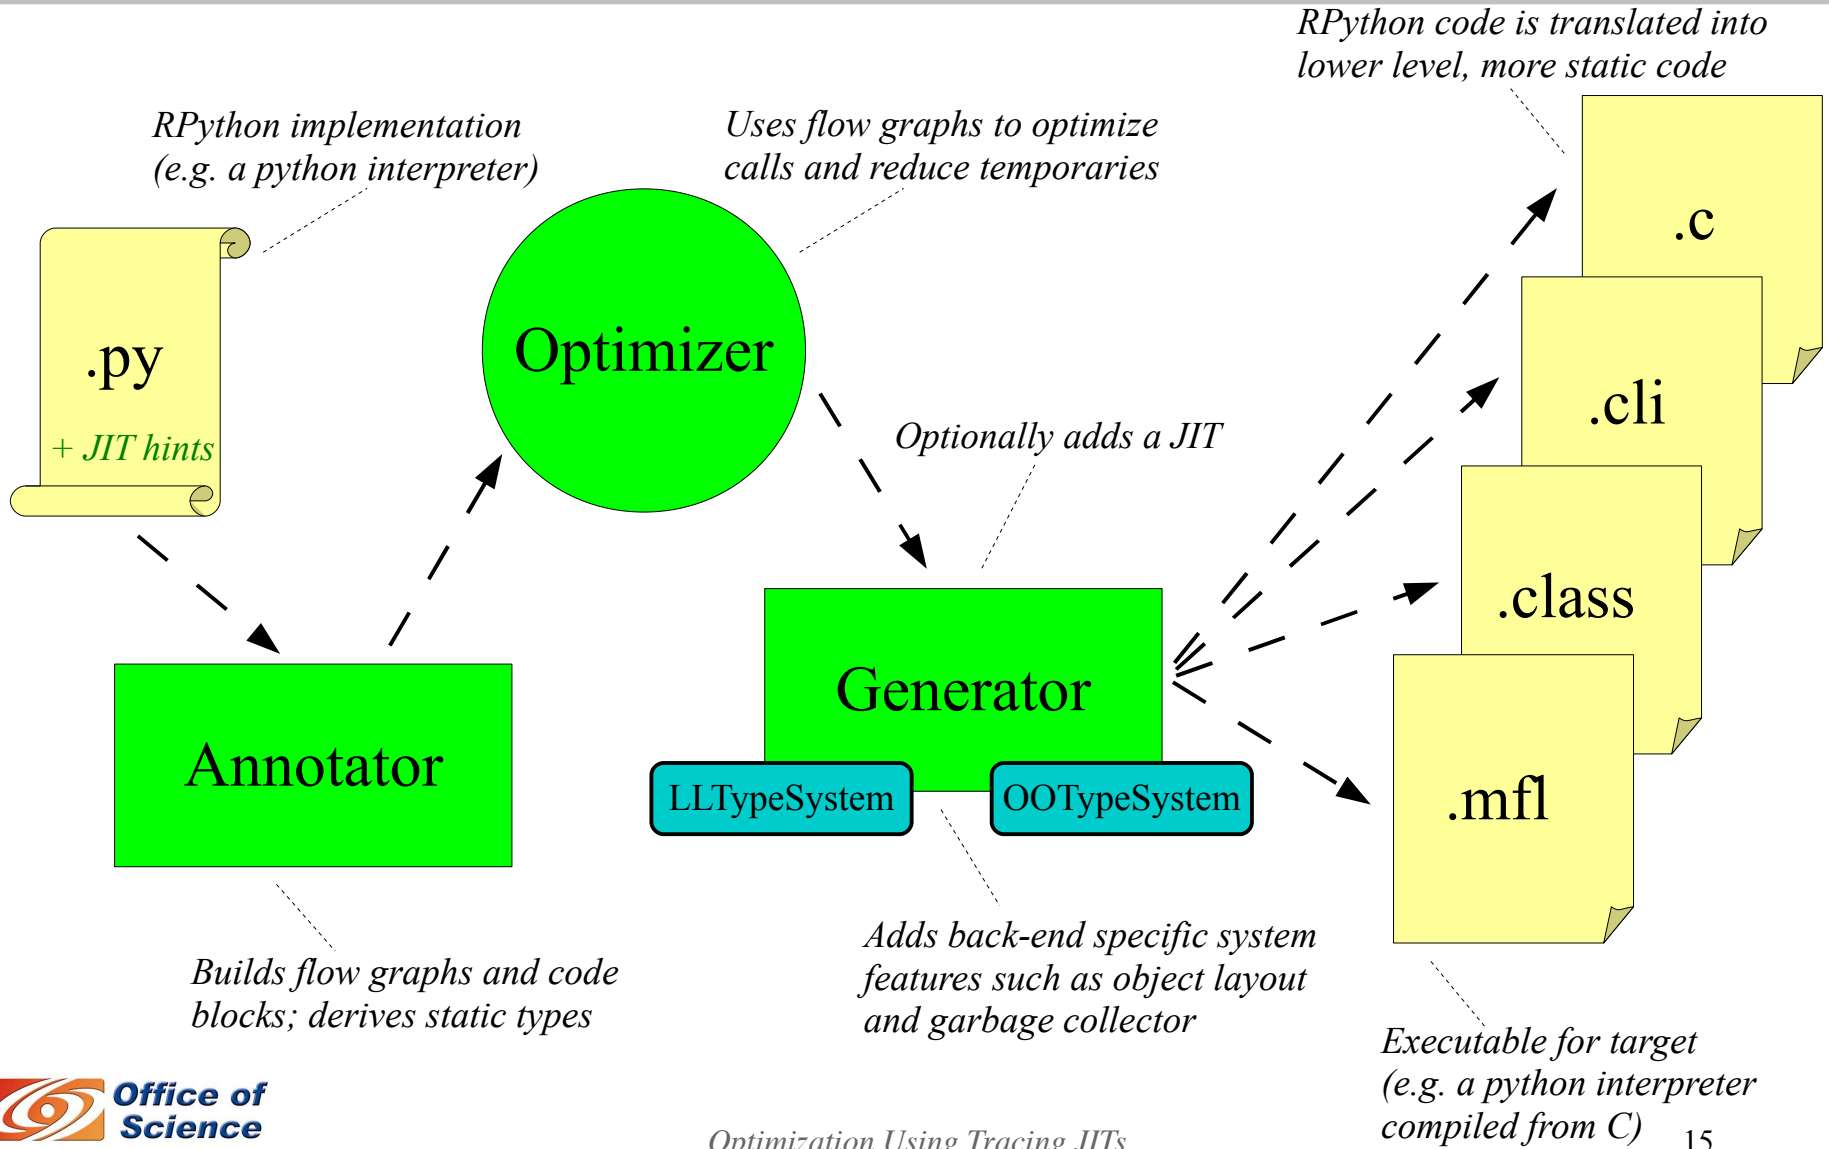 RPython code is translated into
lower level, more static code
RPython implementation
(e.g. a python interpreter)
Uses flow graphs to optimize
calls and reduce temporaries
.py
+ JIT hints
Optimizer
Optionally adds a JIT
Annotator
Generator
LLTypeSystem
OOTypeSystem
.c
.cli
.class
.mfl
Builds flow graphs and code
blocks; derives static types
Adds back-end specific system
features such as object layout
and garbage collector
Executable for target
(e.g. a python interpreter
compiled from C)
Office of
Science
Optimization Using Tracing JITs
15